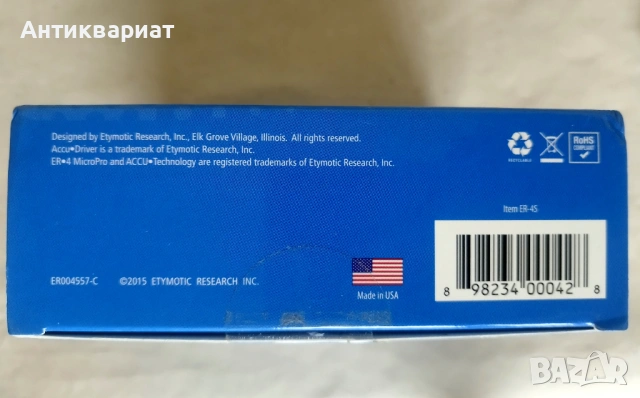 Антиквариат
Designed by Etymotic Research, Inc., Elk Grove Village, Illinois. All rights reserved.
Accu•Driver is a trademark of Etymotic Research, Inc.
ER•4 MicroPro and ACCU•Technology are registered trademarks of Etymotic Research, Inc.
RECYCLABLE
RoHS
COMPLIANT
Item ER-4S
8 98234 00042 8
Made in USA
ER004557-C ©2015 ETYMOTIC RESEARCH INC.
BAZAR